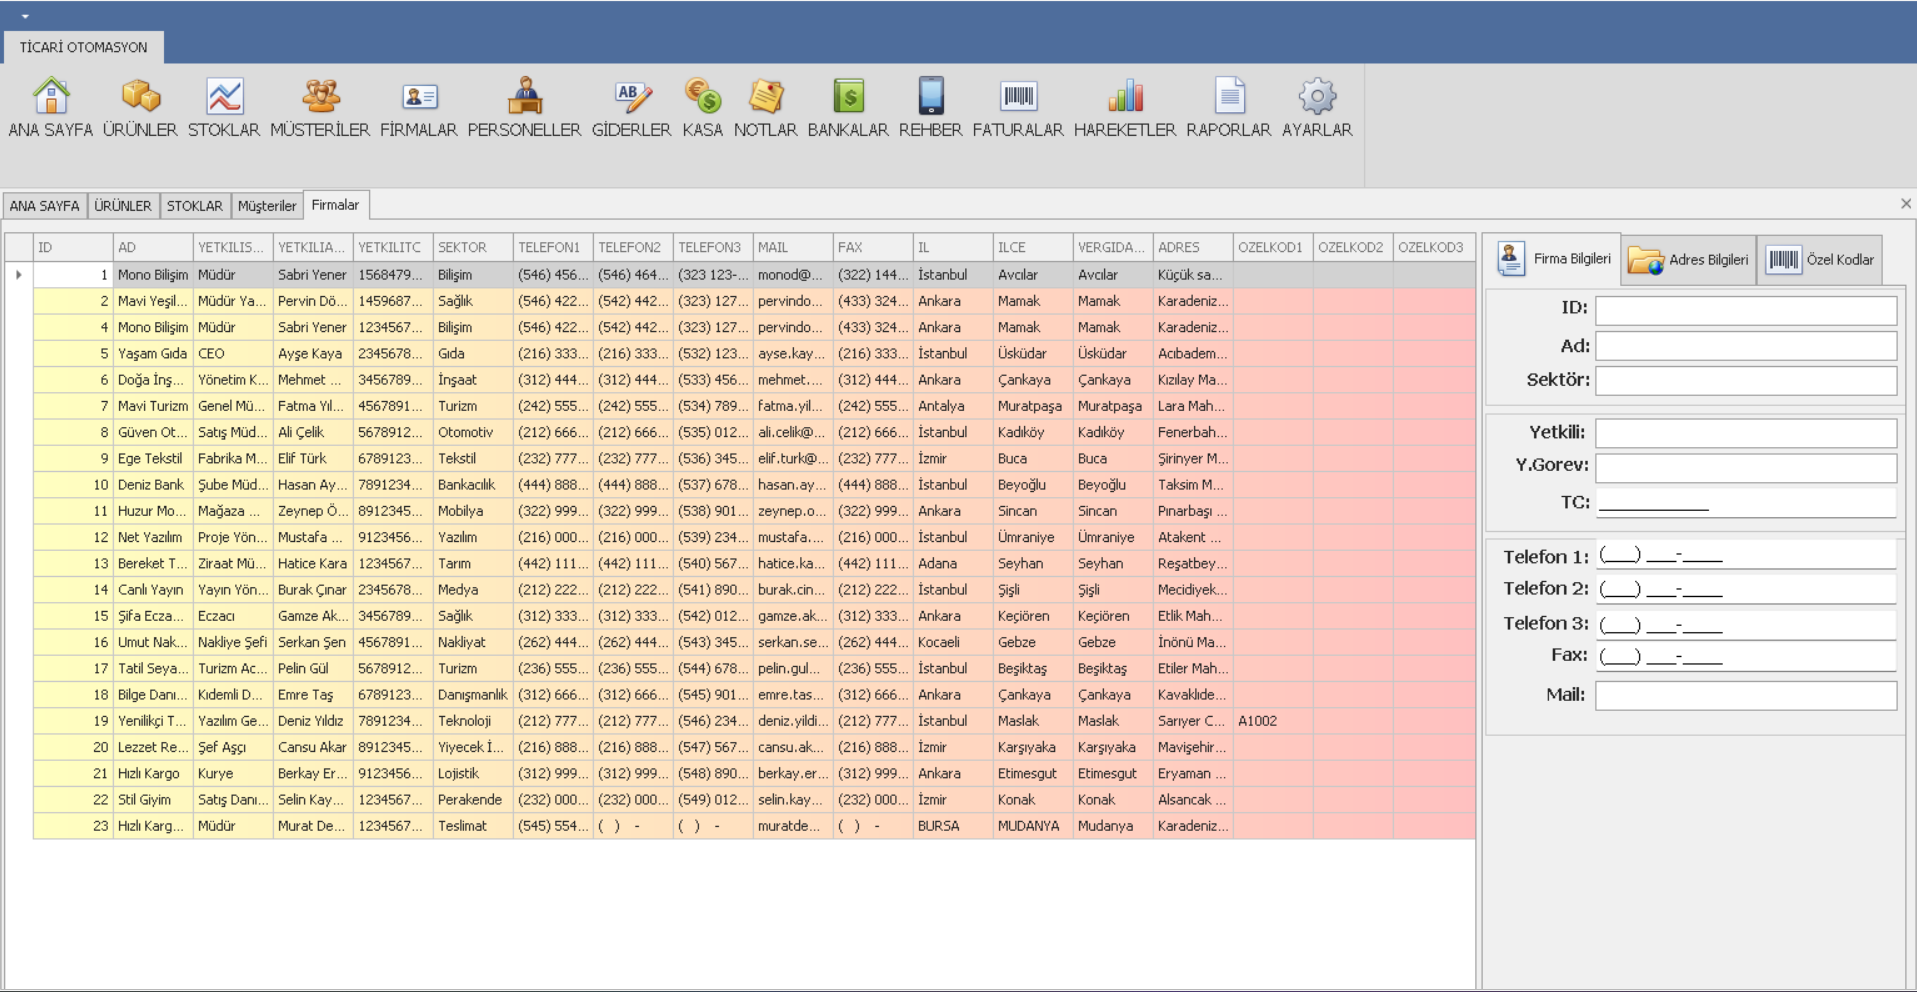 TİCARİ OTOMASYON
ANA SAYFA ÜRÜNLER STOKLAR MÜSTERİLER FİRMALAR PERSONELLER GİDERLER KASA NOTLAR BANKALAR REHBER FATURALAR HAREKETLER RAPORLAR AYARLAR
ANA SAYFA ÜRÜNLER STOKLAR Müşteriler Firmalar
ID AD YETKILIS... YETKILIA... YETKILITC SEKTOR TELEFON1 TELEFON2 TELEFON3 MAIL FAX IL ILCE VERGIDA... ADRES OZELKOD1 OZELKOD2 OZELKOD3
1 Mono Bilişim Müdür Sabri Yener 1568479... Bilişim (546) 456... (546) 464... (323 123-... monod@... (322) 144... İstanbul Avcılar Avcılar Küçük sa...
2 Mavi Yeşil... Müdür Ya... Pervin Dö... 1459687... Sağlık (546) 422... (542) 442... (323) 127... pervindo... (433) 324... Ankara Mamak Mamak Karadeniz...
4 Mono Bilişim Müdür Sabri Yener 1234567... Bilişim (546) 422... (542) 442... (323) 127... pervindo... (433) 324... Ankara Mamak Mamak Karadeniz...
5 Yaşam Gıda CEO Ayşe Kaya 2345678... Gıda (216) 333... (216) 333... (532) 123... ayse.kay... (216) 333... İstanbul Üsküdar Üsküdar Acıbadem...
6 Doğa İnş... Yönetim K... Mehmet ... 3456789... İnşaat (312) 444... (312) 444... (533) 456... mehmet.... (312) 444... Ankara Çankaya Çankaya Kızılay Ma...
7 Mavi Turizm Genel Mü... Fatma Yıl... 4567891... Turizm (242) 555... (242) 555... (534) 789... fatma.yil... (242) 555... Antalya Muratpaşa Muratpaşa Lara Mah...
8 Güven Ot... Satış Müd... Ali Çelik 5678912... Otomotiv (212) 666... (212) 666... (535) 012... ali.celik@... (212) 666... İstanbul Kadıköy Kadıköy Fenerbah...
9 Ege Tekstil Fabrika M... Elif Türk 6789123... Tekstil (232) 777... (232) 777... (536) 345... elif.turk@... (232) 777... İzmir Buca Buca Şirinyer M...
10 Deniz Bank Şube Müd... Hasan Ay... 7891234... Bankacılık (444) 888... (444) 888... (537) 678... hasan.ay... (444) 888... İstanbul Beyoğlu Beyoğlu Taksim M...
11 Huzur Mo... Mağaza ... Zeynep Ö... 8912345... Mobilya (322) 999... (322) 999... (538) 901... zeynep.o... (322) 999... Ankara Sincan Sincan Pınarbaşı ...
12 Net Yazılım Proje Yön... Mustafa ... 9123456... Yazılım (216) 000... (216) 000... (539) 234... mustafa.... (216) 000... İstanbul Ümraniye Ümraniye Atakent ...
13 Bereket T... Ziraat Mü... Hatice Kara 1234567... Tarım (442) 111... (442) 111... (540) 567... hatice.ka... (442) 111... Adana Seyhan Seyhan Reşatbey...
14 Canlı Yayın Yayın Yön... Burak Çınar 2345678... Medya (212) 222... (212) 222... (541) 890... burak.cin... (212) 222... İstanbul Şişli Şişli Mecidiyek...
15 Şifa Ecza... Eczacı Gamze Ak... 3456789... Sağlık (312) 333... (312) 333... (542) 012... gamze.ak... (312) 333... Ankara Keçiören Keçiören Etlik Mah...
16 Umut Nak... Nakliye Şefi Serkan Şen 4567891... Nakliyat (262) 444... (262) 444... (543) 345... serkan.se... (262) 444... Kocaeli Gebze Gebze İnönü Ma...
17 Tatil Seya... Turizm Ac... Pelin Gül 5678912... Turizm (236) 555... (236) 555... (544) 678... pelin.gul... (236) 555... İstanbul Beşiktaş Beşiktaş Etiler Mah...
18 Bilge Danı... Kıdemli D... Emre Taş 6789123... Danışmanlık (312) 666... (312) 666... (545) 901... emre.tas... (312) 666... Ankara Çankaya Çankaya Kavaklıde...
19 Yenilikçi T... Yazılım Ge... Deniz Yıldız 7891234... Teknoloji (212) 777... (212) 777... (546) 234... deniz.yildi... (212) 777... İstanbul Maslak Maslak Sarıyer C... A1002
20 Lezzet Re... Şef Aşçı Cansu Akar 8912345... Yiyecek İ... (216) 888... (216) 888... (547) 567... cansu.ak... (216) 888... İzmir Karşıyaka Karşıyaka Mavişehir...
21 Hızlı Kargo Kurye Berkay Er... 9123456... Lojistik (312) 999... (312) 999... (548) 890... berkay.er... (312) 999... Ankara Etimesgut Etimesgut Eryaman ...
22 Stil Giyim Satış Danı... Selin Kay... 1234567... Perakende (232) 000... (232) 000... (549) 012... selin.kay... (232) 000... İzmir Konak Konak Alsancak ...
23 Hızlı Karg... Müdür Murat De... 1234567... Teslimat (545) 554... ( ) - ( ) - muratde... ( ) - BURSA MUDANYA Mudanya Karadeniz...
Firma Bilgileri Adres Bilgileri Özel Kodlar
ID:
Ad:
Sektör:
Yetkili:
Y.Gorev:
TC: ___________
Telefon 1: (___) ___-____
Telefon 2: (___) ___-____
Telefon 3: (___) ___-____
Fax: (___) ___-____
Mail: